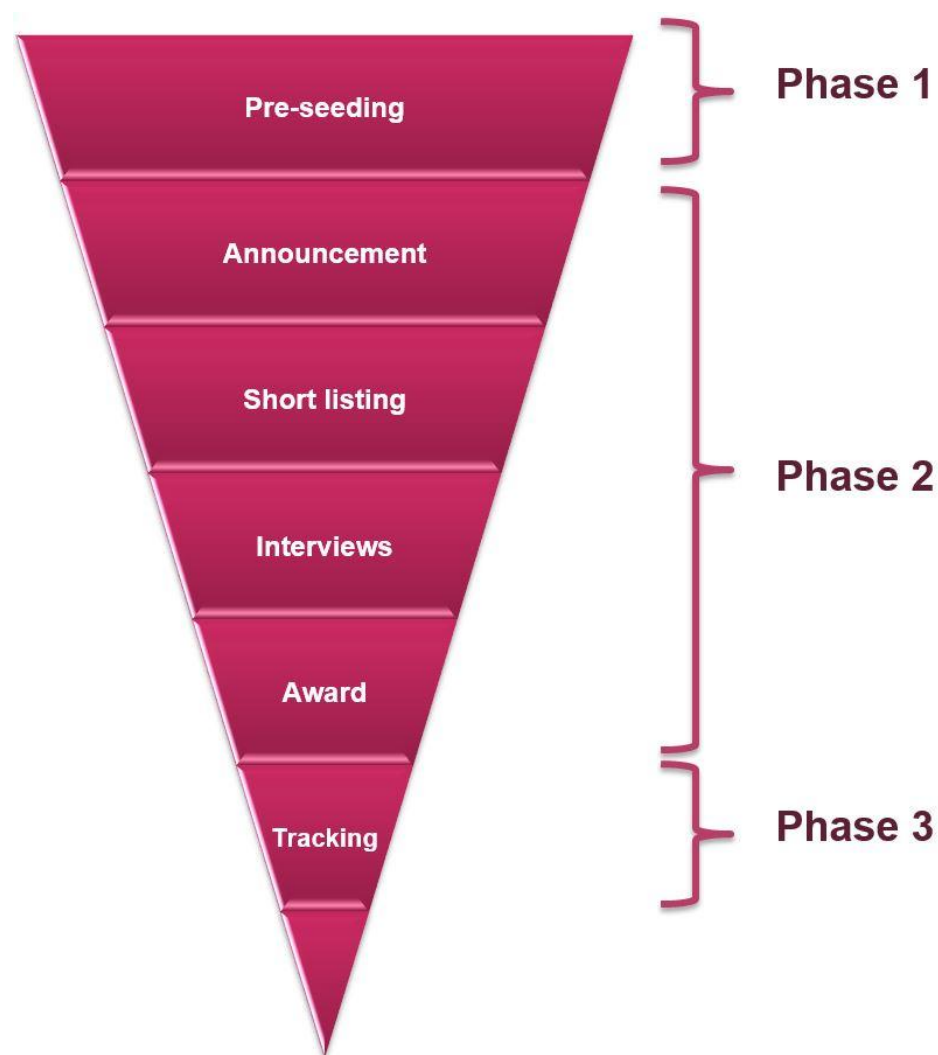 Pre-seeding
Phase 1
Announcement
Short listing
Interviews
Award
Phase 2
Tracking
Phase 3